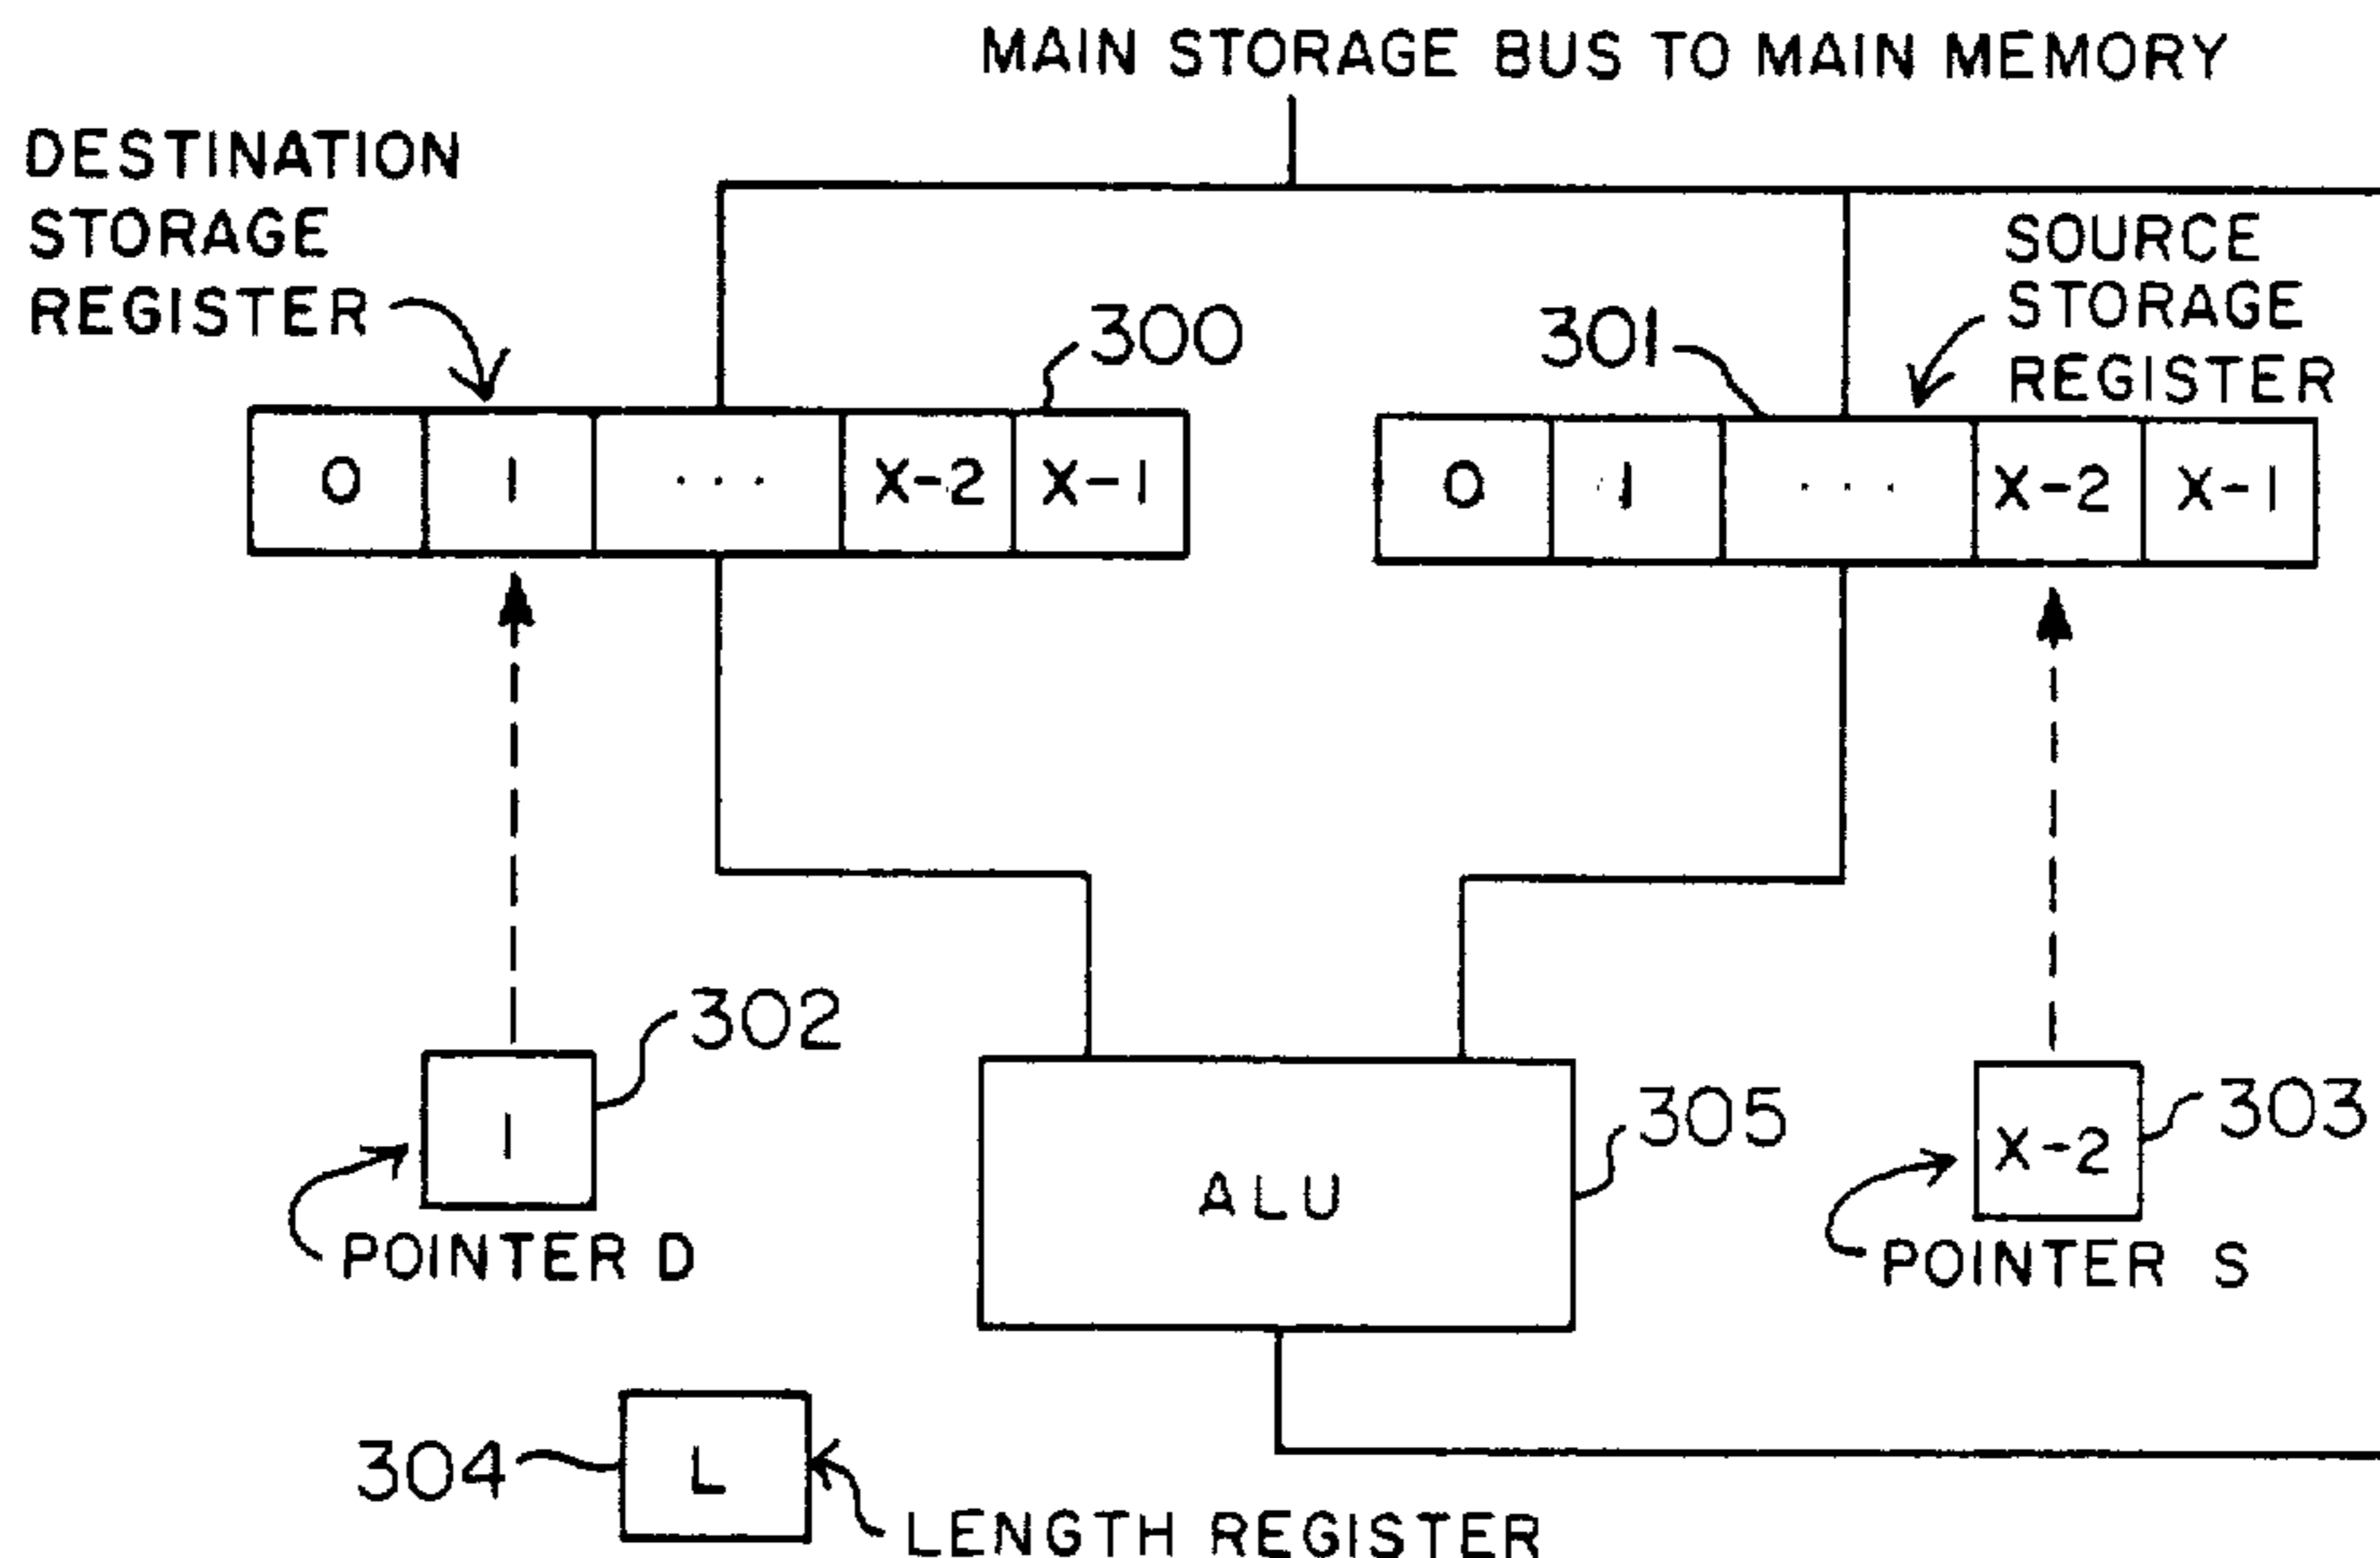 MAIN STORAGE BUS TO MAIN MEMORY
DESTINATION
STORAGE
REGISTER
SOURCE
STORAGE
REGISTER
300
301
0 1 ... X-2 X-1
0 1 ... X-2 X-1
302
1
POINTER D
ALU
305
X-2
303
POINTER S
304
L
LENGTH REGISTER